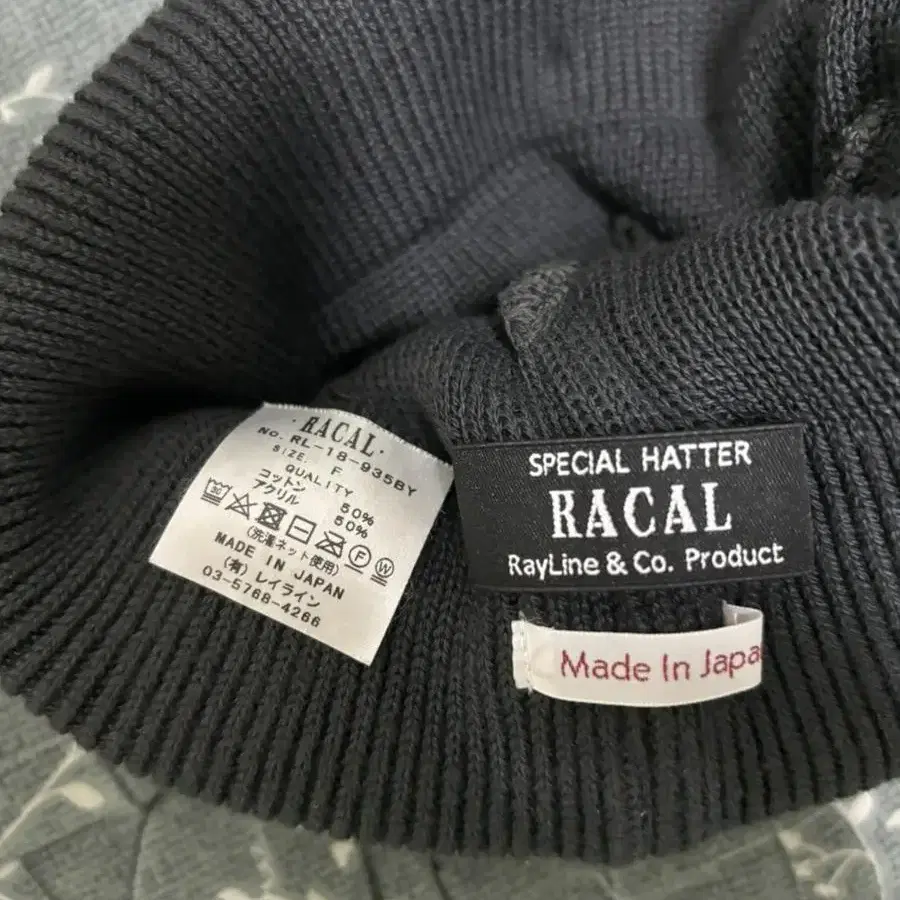 ·RACAL·
No. RL-18-935BY
SIZE. F
QUALITY
コットン 50%
アクリル 50%
30
F W
(洗濯ネット使用)
MADE IN JAPAN
(有) レイライン
03-5768-4266
SPECIAL HATTER
RACAL
RayLine & Co. Product
Made In Japa